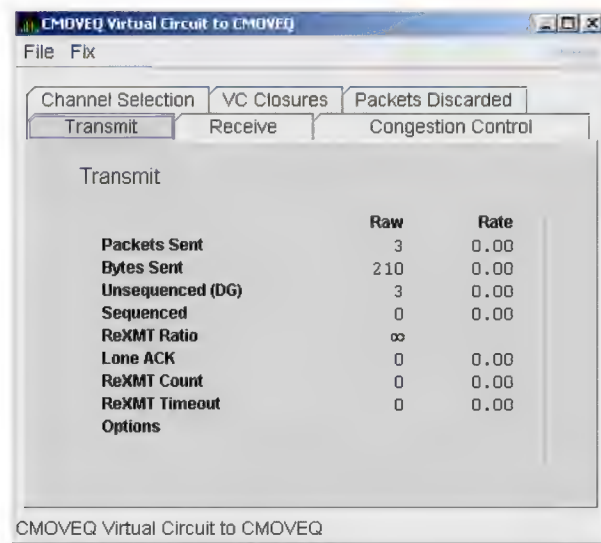 CMOVEQ Virtual Circuit to CMOVEQ
File Fix
Channel Selection VC Closures Packets Discarded
Transmit Receive Congestion Control
Transmit
Raw Rate
Packets Sent 3 0.00
Bytes Sent 210 0.00
Unsequenced (DG) 3 0.00
Sequenced 0 0.00
ReXMT Ratio ∞
Lone ACK 0 0.00
ReXMT Count 0 0.00
ReXMT Timeout 0 0.00
Options
CMOVEQ Virtual Circuit to CMOVEQ